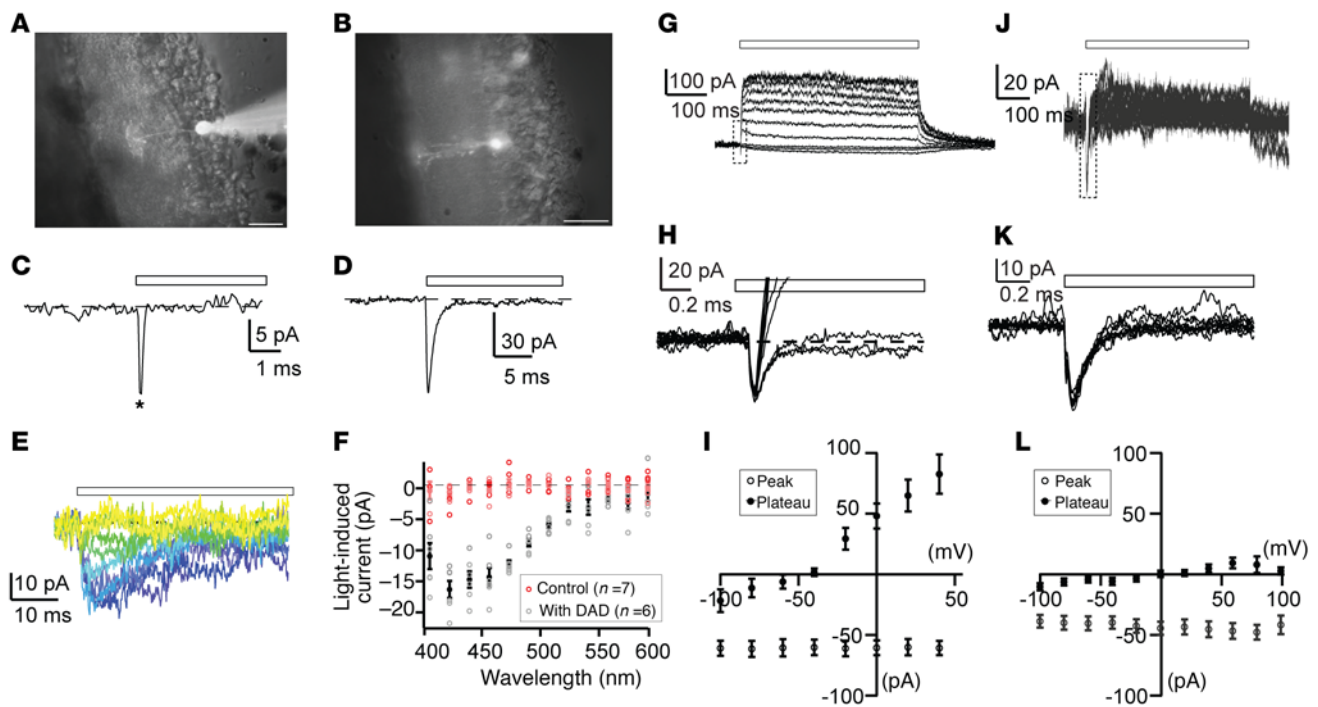 A
B
G
J
100 pA
100 ms
20 pA
100 ms
C
D
5 pA
1 ms
*
30 pA
5 ms
H
K
20 pA
0.2 ms
10 pA
0.2 ms
E
10 pA
10 ms
F
Light-induced
current (pA)
0
−5
−10
−15
−20
Control (n =7)
With DAD (n =6)
400 450 500 550 600
Wavelength (nm)
I
Peak
Plateau
100
50
(mV)
-100 -50 50
-50
-100
(pA)
L
Peak
Plateau
100
50
(mV)
-100 -50 50 100
-50
-100
(pA)